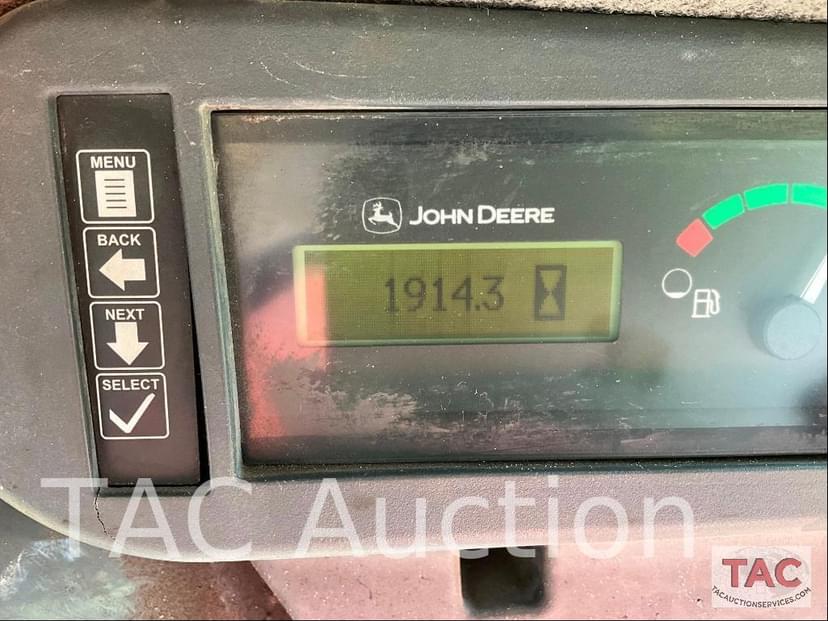 MENU
BACK
NEXT
SELECT
JOHN DEERE
1914.3
TAC Auction
TAC
TACAUCTIONSERVICES.COM